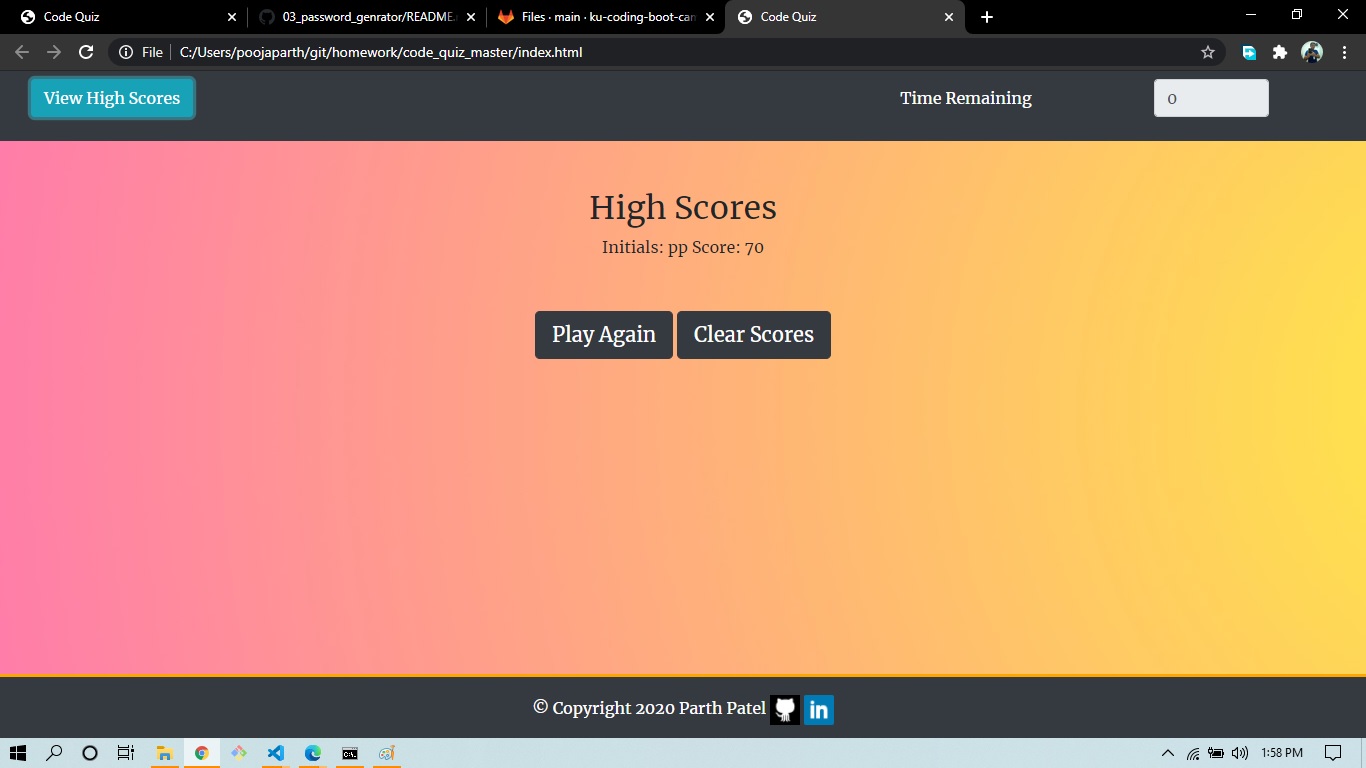 Code Quiz
03_password_genrator/README.
Files · main · ku-coding-boot-can
Code Quiz
File C:/Users/poojaparth/git/homework/code_quiz_master/index.html
View High Scores
Time Remaining
0
High Scores
Initials: pp Score: 70
Play Again
Clear Scores
© Copyright 2020 Parth Patel
in
1:58 PM